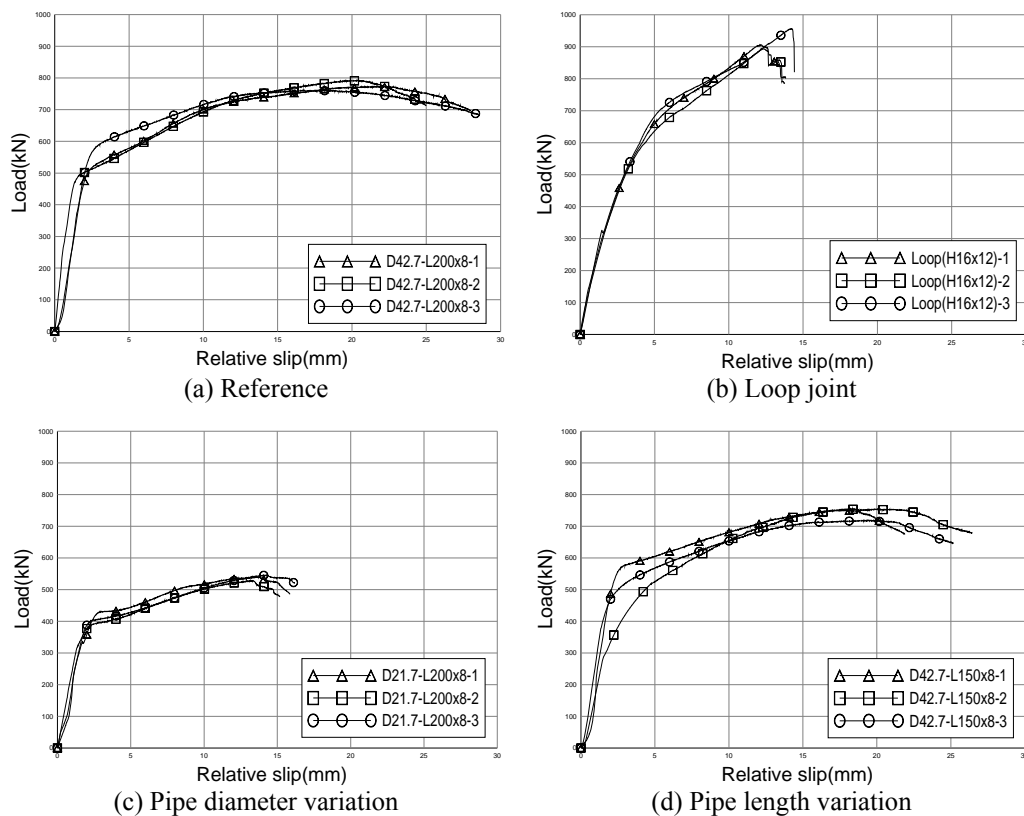 1000
900
800
700
600
500
400
300
200
100
0
Load(kN)
D42.7-L200x8-1
D42.7-L200x8-2
D42.7-L200x8-3
0 5 10 15 20 25 30
Relative slip(mm)
(a) Reference
1000
900
800
700
600
500
400
300
200
100
0
Load(kN)
Loop(H16x12)-1
Loop(H16x12)-2
Loop(H16x12)-3
0 5 10 15 20 25 30
Relative slip(mm)
(b) Loop joint
1000
900
800
700
600
500
400
300
200
100
0
Load(kN)
D21.7-L200x8-1
D21.7-L200x8-2
D21.7-L200x8-3
0 5 10 15 20 25 30
Relative slip(mm)
(c) Pipe diameter variation
1000
900
800
700
600
500
400
300
200
100
0
Load(kN)
D42.7-L150x8-1
D42.7-L150x8-2
D42.7-L150x8-3
0 5 10 15 20 25 30
Relative slip(mm)
(d) Pipe length variation